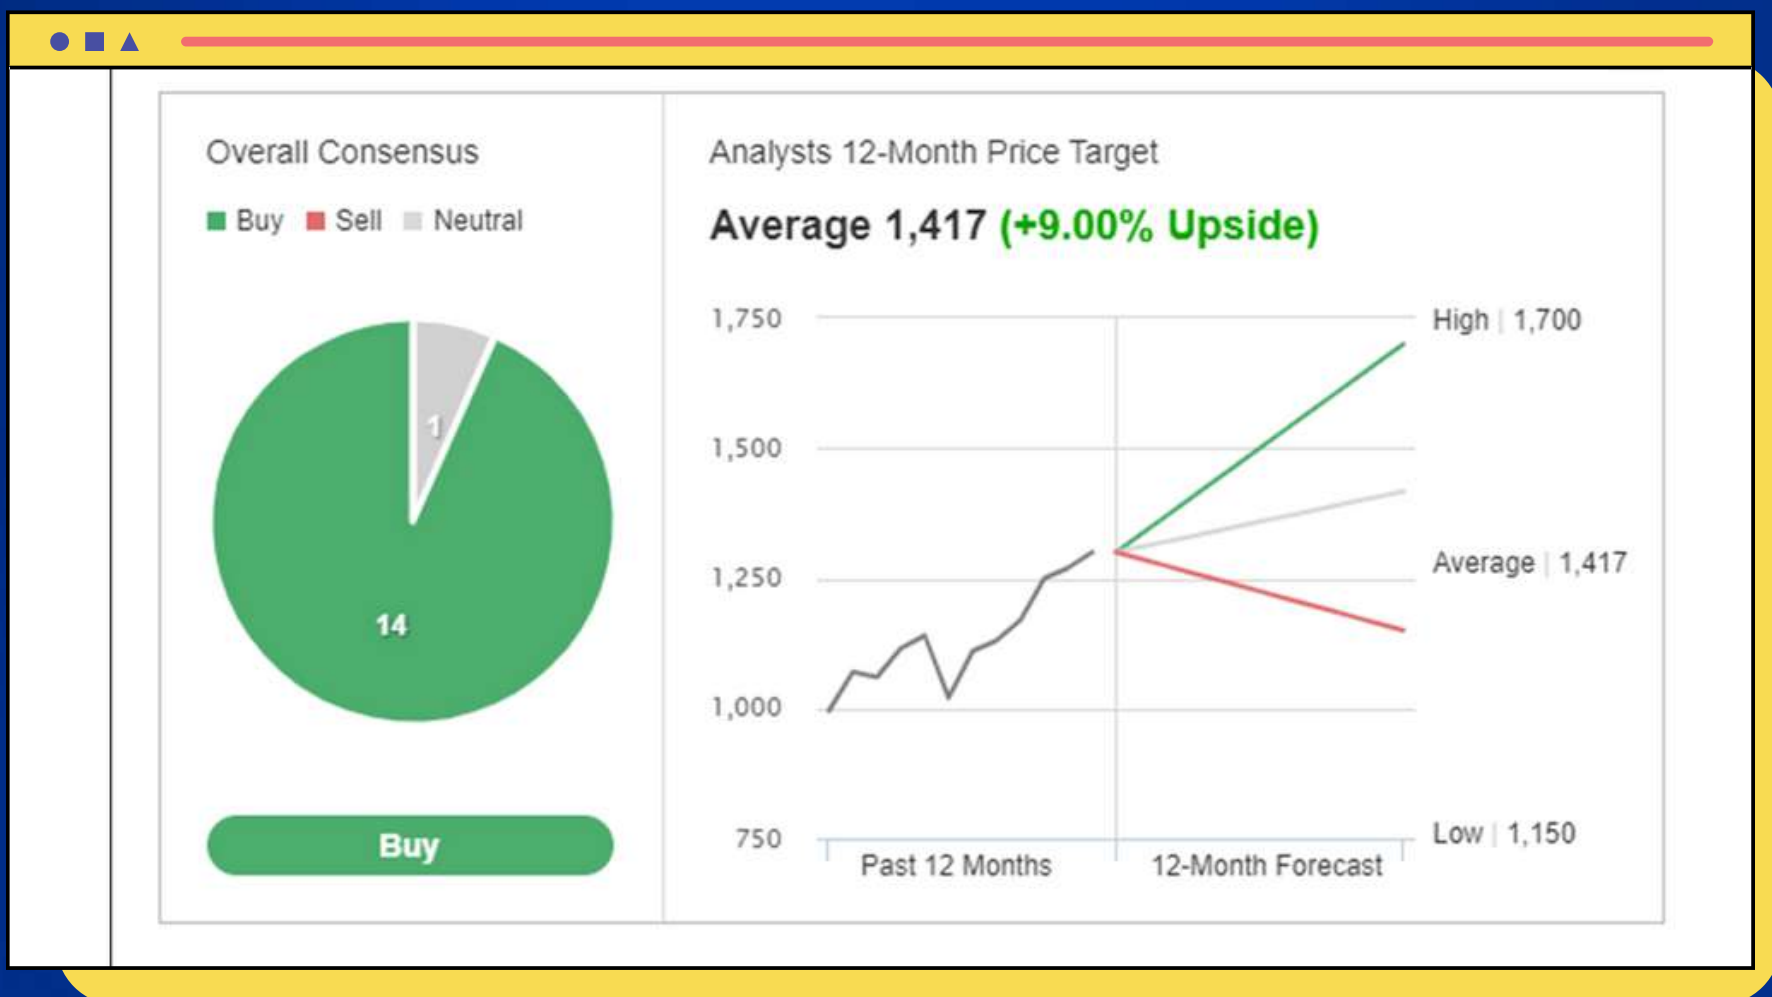 Overall Consensus
Buy Sell Neutral
1
14
Buy
Analysts 12-Month Price Target
Average 1,417 (+9.00% Upside)
1,750
1,500
1,250
1,000
750
High | 1,700
Average | 1,417
Low | 1,150
Past 12 Months 12-Month Forecast